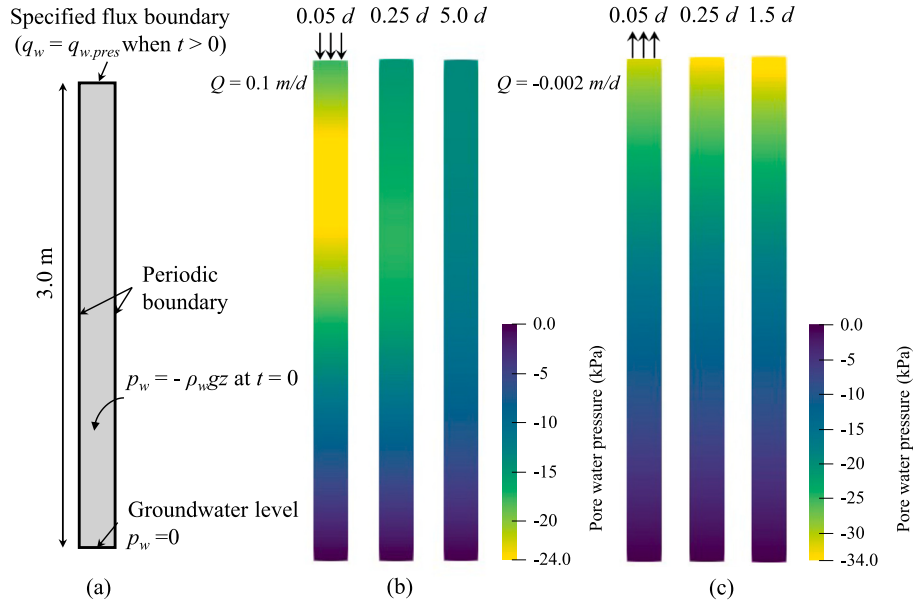 Specified flux boundary
(q_w = q_w.pres when t > 0)
3.0 m
Periodic
boundary
p_w = - ρ_w gz at t = 0
Groundwater level
p_w =0
(a)
0.05 d 0.25 d 5.0 d
Q = 0.1 m/d
0.0
-5
-10
-15
-20
-24.0
Pore water pressure (kPa)
(b)
0.05 d 0.25 d 1.5 d
Q = -0.002 m/d
0.0
-5
-10
-15
-20
-25
-30
-34.0
Pore water pressure (kPa)
(c)